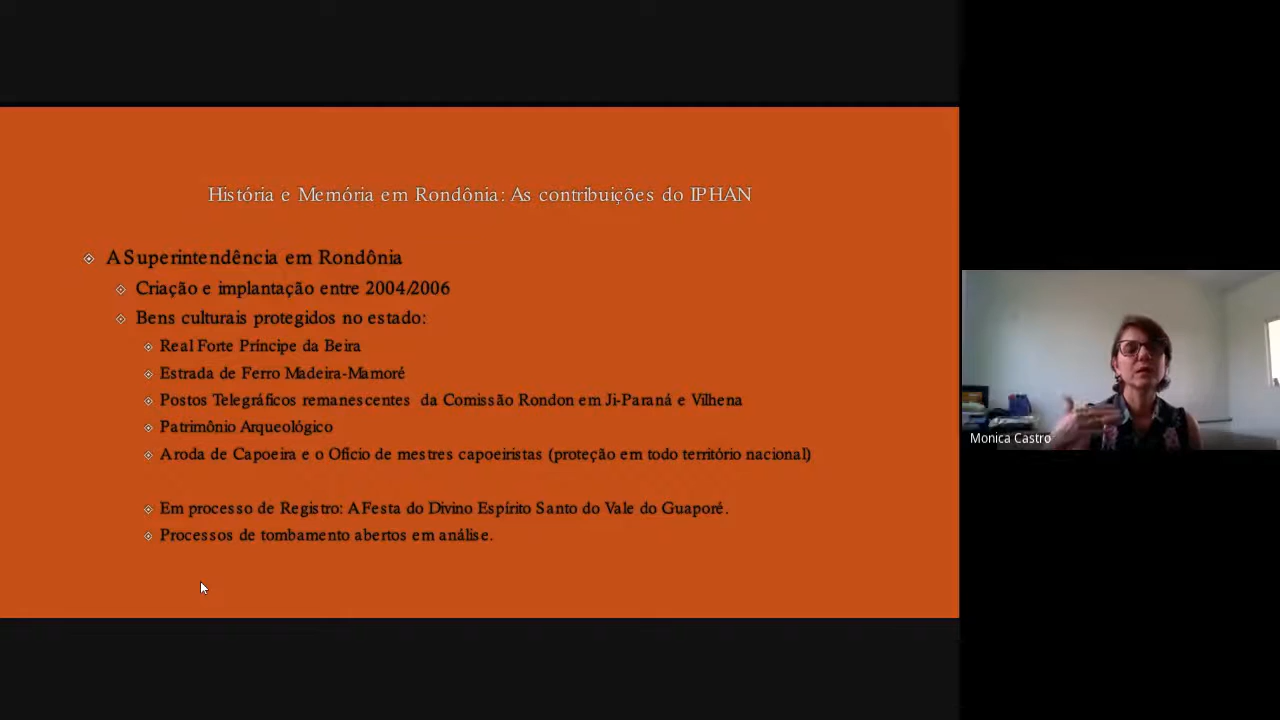 História e Memória em Rondônia: As contribuições do IPHAN
A Superintendência em Rondônia
Criação e implantação entre 2004/2006
Bens culturais protegidos no estado:
Real Forte Príncipe da Beira
Estrada de Ferro Madeira-Mamoré
Postos Telegráficos remanescentes da Comissão Rondon em Ji-Paraná e Vilhena
Patrimônio Arqueológico
A roda de Capoeira e o Ofício de mestres capoeiristas (proteção em todo território nacional)
Em processo de Registro: A Festa do Divino Espírito Santo do Vale do Guaporé.
Processos de tombamento abertos em análise.
Monica Castro